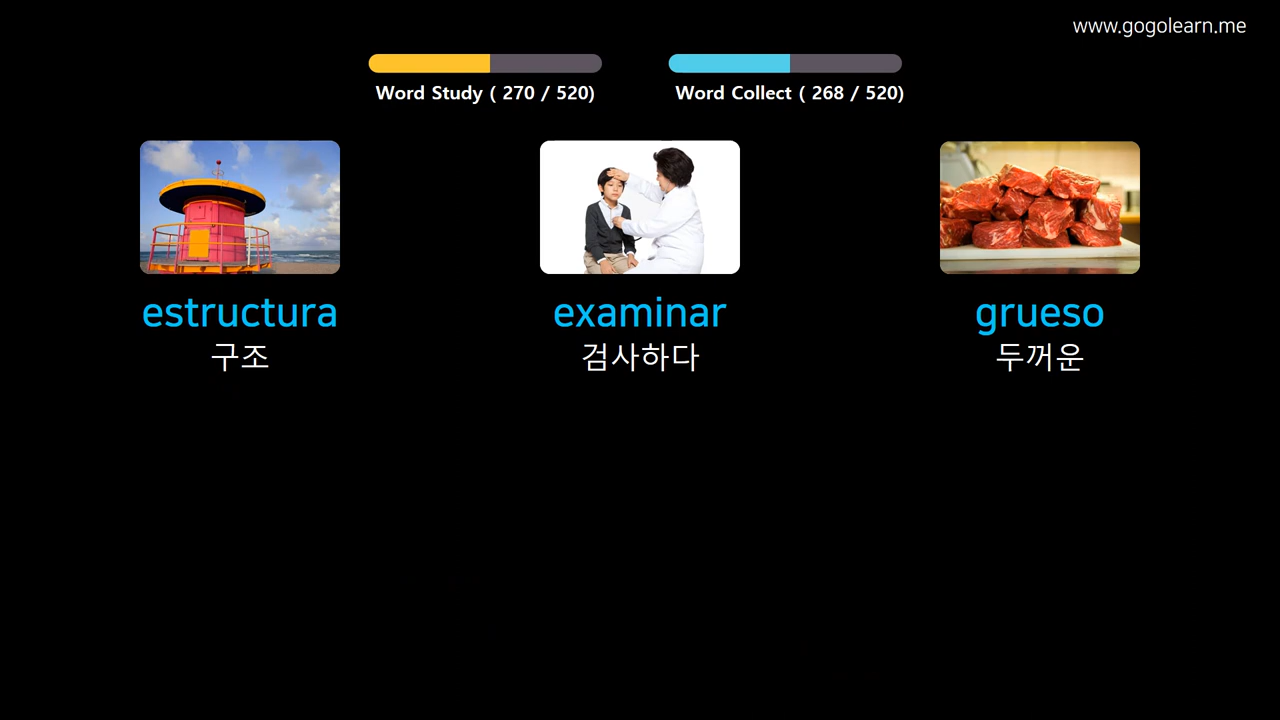 www.gogolearn.me
Word Study ( 270 / 520)
Word Collect ( 268 / 520)
estructura
구조
examinar
검사하다
grueso
두꺼운